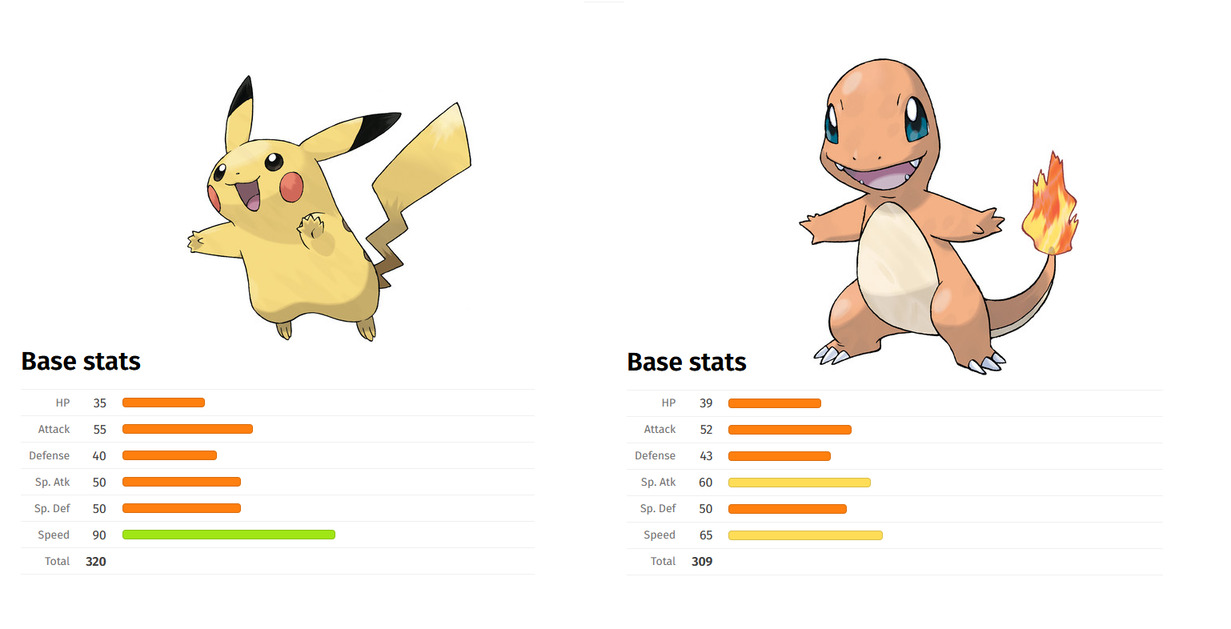 Base stats
HP 35
Attack 55
Defense 40
Sp. Atk 50
Sp. Def 50
Speed 90
Total 320
Base stats
HP 39
Attack 52
Defense 43
Sp. Atk 60
Sp. Def 50
Speed 65
Total 309